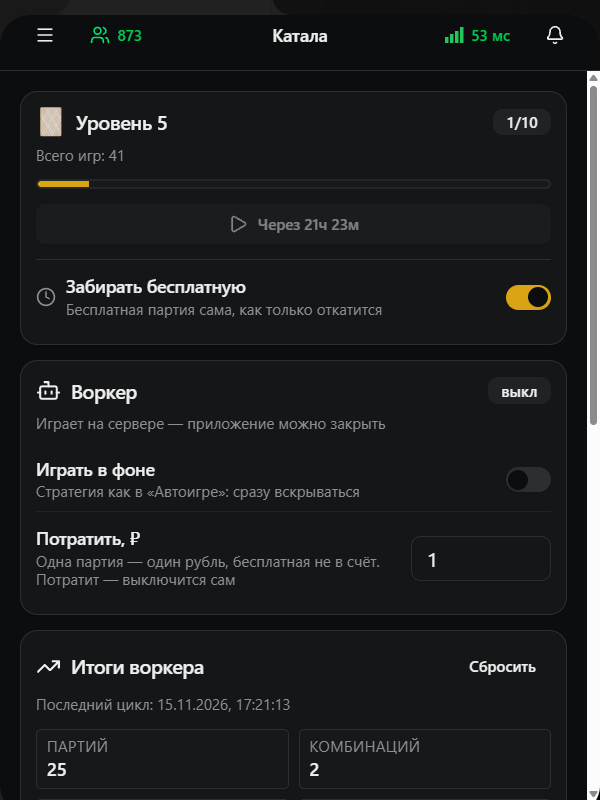 873
Катала
53 мс
Уровень 5
1/10
Всего игр: 41
Через 21ч 23м
Забирать бесплатную
Бесплатная партия сама, как только откатится
Воркер
выкл
Играет на сервере — приложение можно закрыть
Играть в фоне
Стратегия как в «Автоигре»: сразу вскрываться
Потратить, ₽
Одна партия — один рубль, бесплатная не в счёт.
Потратит — выключится сам
1
Итоги воркера
Сбросить
Последний цикл: 15.11.2026, 17:21:13
ПАРТИЙ
25
КОМБИНАЦИЙ
2